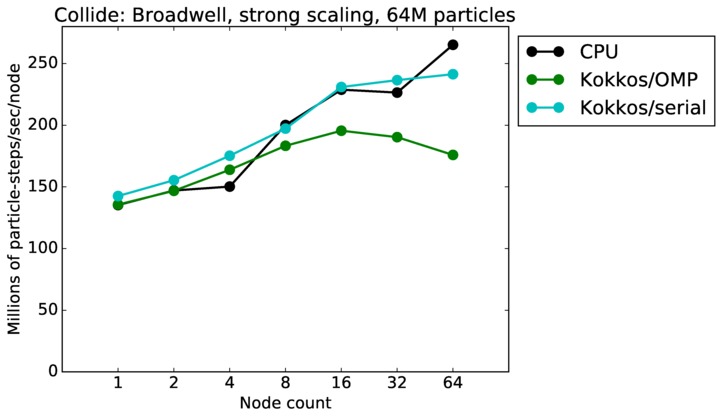 Collide: Broadwell, strong scaling, 64M particles
Millions of particle-steps/sec/node
250
200
150
100
50
0
1 2 4 8 16 32 64
Node count
CPU
Kokkos/OMP
Kokkos/serial